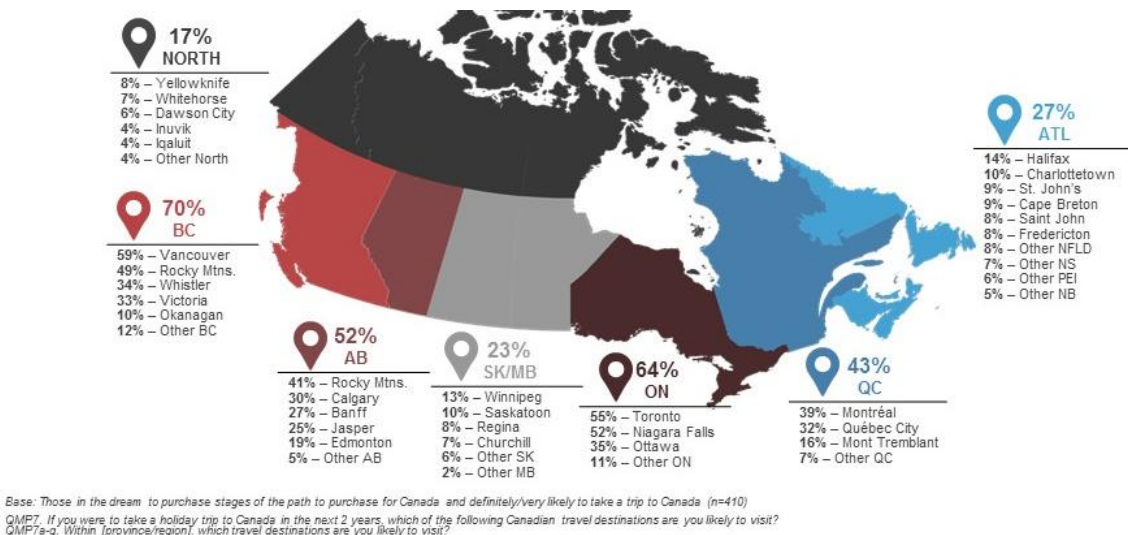 17%
NORTH
8% – Yellowknife
7% – Whitehorse
6% – Dawson City
4% – Inuvik
4% – Iqaluit
4% – Other North
70%
BC
59% – Vancouver
49% – Rocky Mtns.
34% – Whistler
33% – Victoria
10% – Okanagan
12% – Other BC
52%
AB
41% – Rocky Mtns.
30% – Calgary
27% – Banff
25% – Jasper
19% – Edmonton
5% – Other AB
23%
SK/MB
13% – Winnipeg
10% – Saskatoon
8% – Regina
7% – Churchill
6% – Other SK
2% – Other MB
64%
ON
55% – Toronto
52% – Niagara Falls
35% – Ottawa
11% – Other ON
43%
QC
39% – Montréal
32% – Québec City
16% – Mont Tremblant
7% – Other QC
27%
ATL
14% – Halifax
10% – Charlottetown
9% – St. John's
9% – Cape Breton
8% – Saint John
8% – Fredericton
8% – Other NFLD
7% – Other NS
6% – Other PEI
5% – Other NB
Base: Those in the dream to purchase stages of the path to purchase for Canada and definitely/very likely to take a trip to Canada (n=410)
QMP7. If you were to take a holiday trip to Canada in the next 2 years, which of the following Canadian travel destinations are you likely to visit?
QMP7a-g. Within [province/region], which travel destinations are you likely to visit?